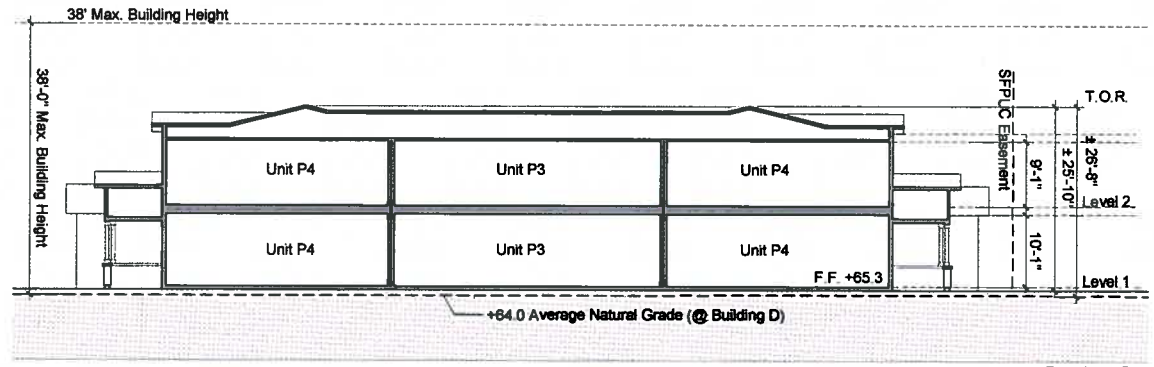 38' Max. Building Height
38'-0" Max. Building Height
SFPUC Easement
T.O.R.
± 26'-8"
± 25'-10"
9'-1"
Unit P4
Unit P3
Unit P4
Level 2
Unit P4
Unit P3
Unit P4
10'-1"
F.F. +65.3
Level 1
+64.0 Average Natural Grade (@ Building D)